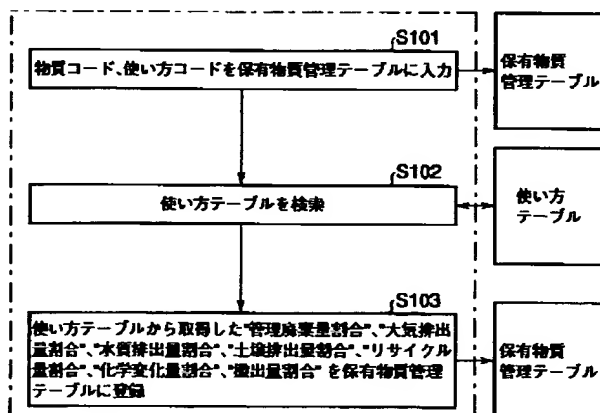 S101
物質コード、使い方コードを保有物質管理テーブルに入力
保有物質
管理テーブル
S102
使い方テーブルを検索
使い方
テーブル
S103
使い方テーブルから取得した"管理廃棄量割合"、"大気排出
量割合"、"水質排出量割合"、"土壌排出量割合"、"リサイクル
量割合"、"化学変化量割合"、"搬出量割合" を保有物質管理
テーブルに登録
保有物質
管理テーブル